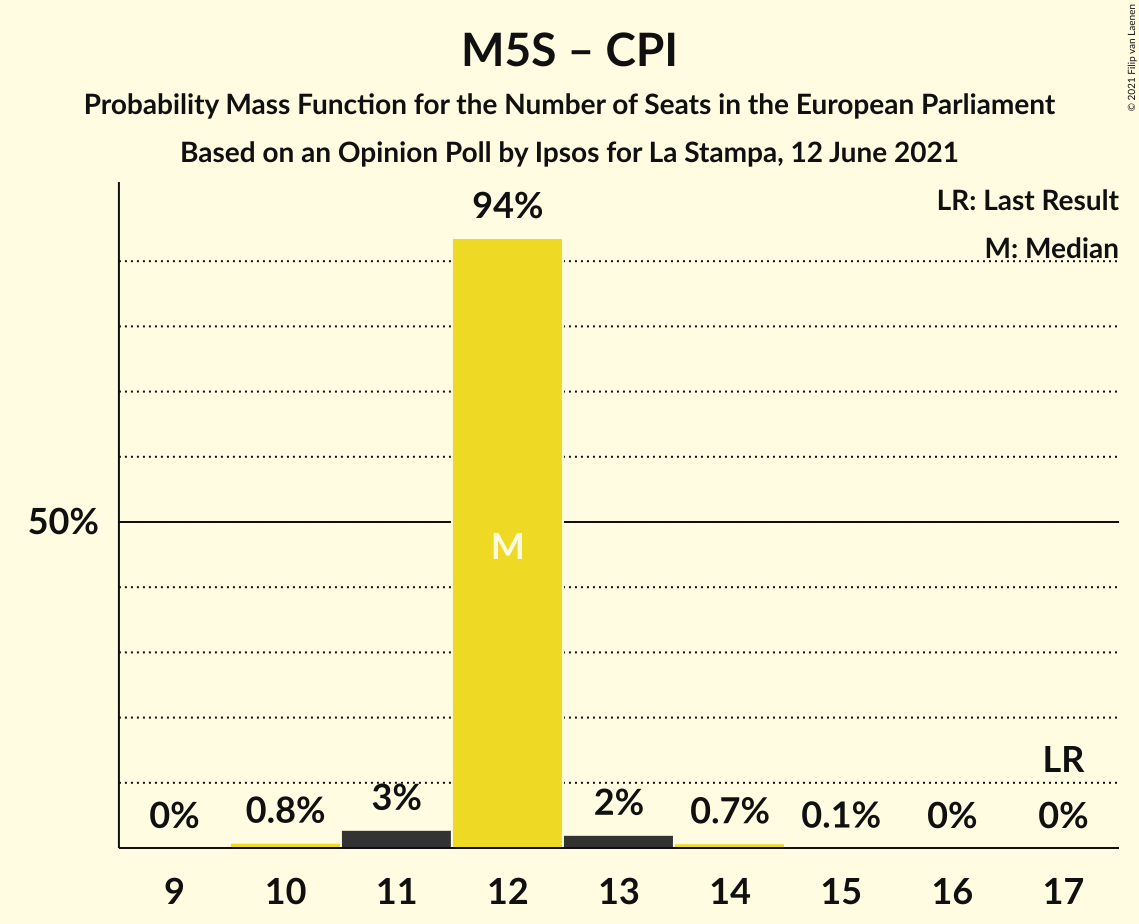 M5S – CPI
Probability Mass Function for the Number of Seats in the European Parliament
Based on an Opinion Poll by Ipsos for La Stampa, 12 June 2021
© 2021 Filip van Laenen
LR: Last Result
M: Median
94%
50%
M
LR
0% 0.8% 3% 2% 0.7% 0.1% 0% 0%
9 10 11 12 13 14 15 16 17